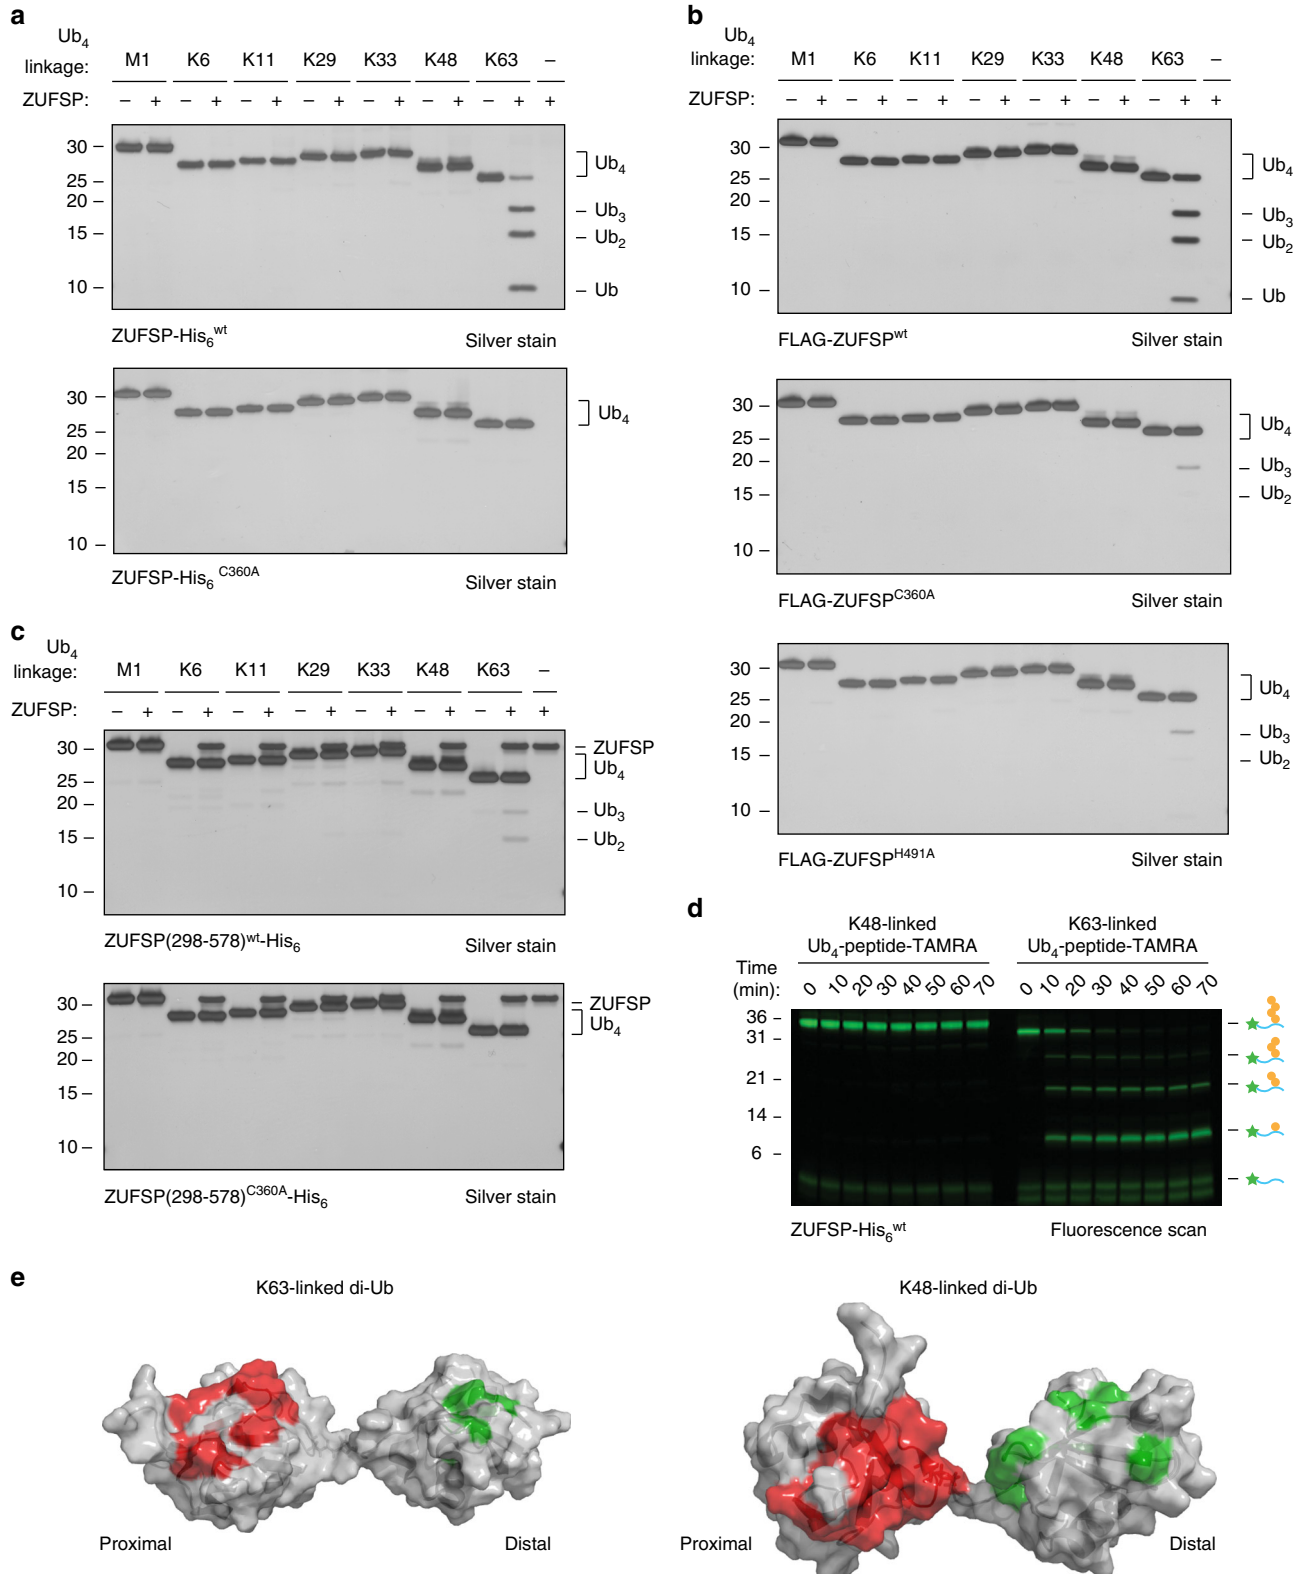 a
Ub4 linkage: M1 K6 K11 K29 K33 K48 K63 –
ZUFSP: – + – + – + – + – + – + – + +
30 –
25 –
20 –
15 –
10 –
Ub4
– Ub3
– Ub2
– Ub
ZUFSP-His6wt Silver stain
30 –
25 –
20 –
15 –
10 –
Ub4
ZUFSP-His6 C360A Silver stain
b
Ub4 linkage: M1 K6 K11 K29 K33 K48 K63 –
ZUFSP: – + – + – + – + – + – + – + +
30 –
25 –
20 –
15 –
10 –
Ub4
– Ub3
– Ub2
– Ub
FLAG-ZUFSPwt Silver stain
30 –
25 –
20 –
15 –
10 –
Ub4
– Ub3
– Ub2
FLAG-ZUFSPC360A Silver stain
30 –
25 –
20 –
15 –
10 –
Ub4
– Ub3
– Ub2
FLAG-ZUFSPH491A Silver stain
c
Ub4 linkage: M1 K6 K11 K29 K33 K48 K63 –
ZUFSP: – + – + – + – + – + – + – + +
30 –
25 –
20 –
15 –
10 –
– ZUFSP
Ub4
– Ub3
– Ub2
ZUFSP(298-578)wt-His6 Silver stain
30 –
25 –
20 –
15 –
10 –
– ZUFSP
Ub4
ZUFSP(298-578)C360A-His6 Silver stain
d
K48-linked Ub4-peptide-TAMRA
K63-linked Ub4-peptide-TAMRA
Time (min): 0 10 20 30 40 50 60 70 0 10 20 30 40 50 60 70
36 –
31 –
21 –
14 –
6 –
ZUFSP-His6wt Fluorescence scan
e
K63-linked di-Ub
Proximal Distal
K48-linked di-Ub
Proximal Distal